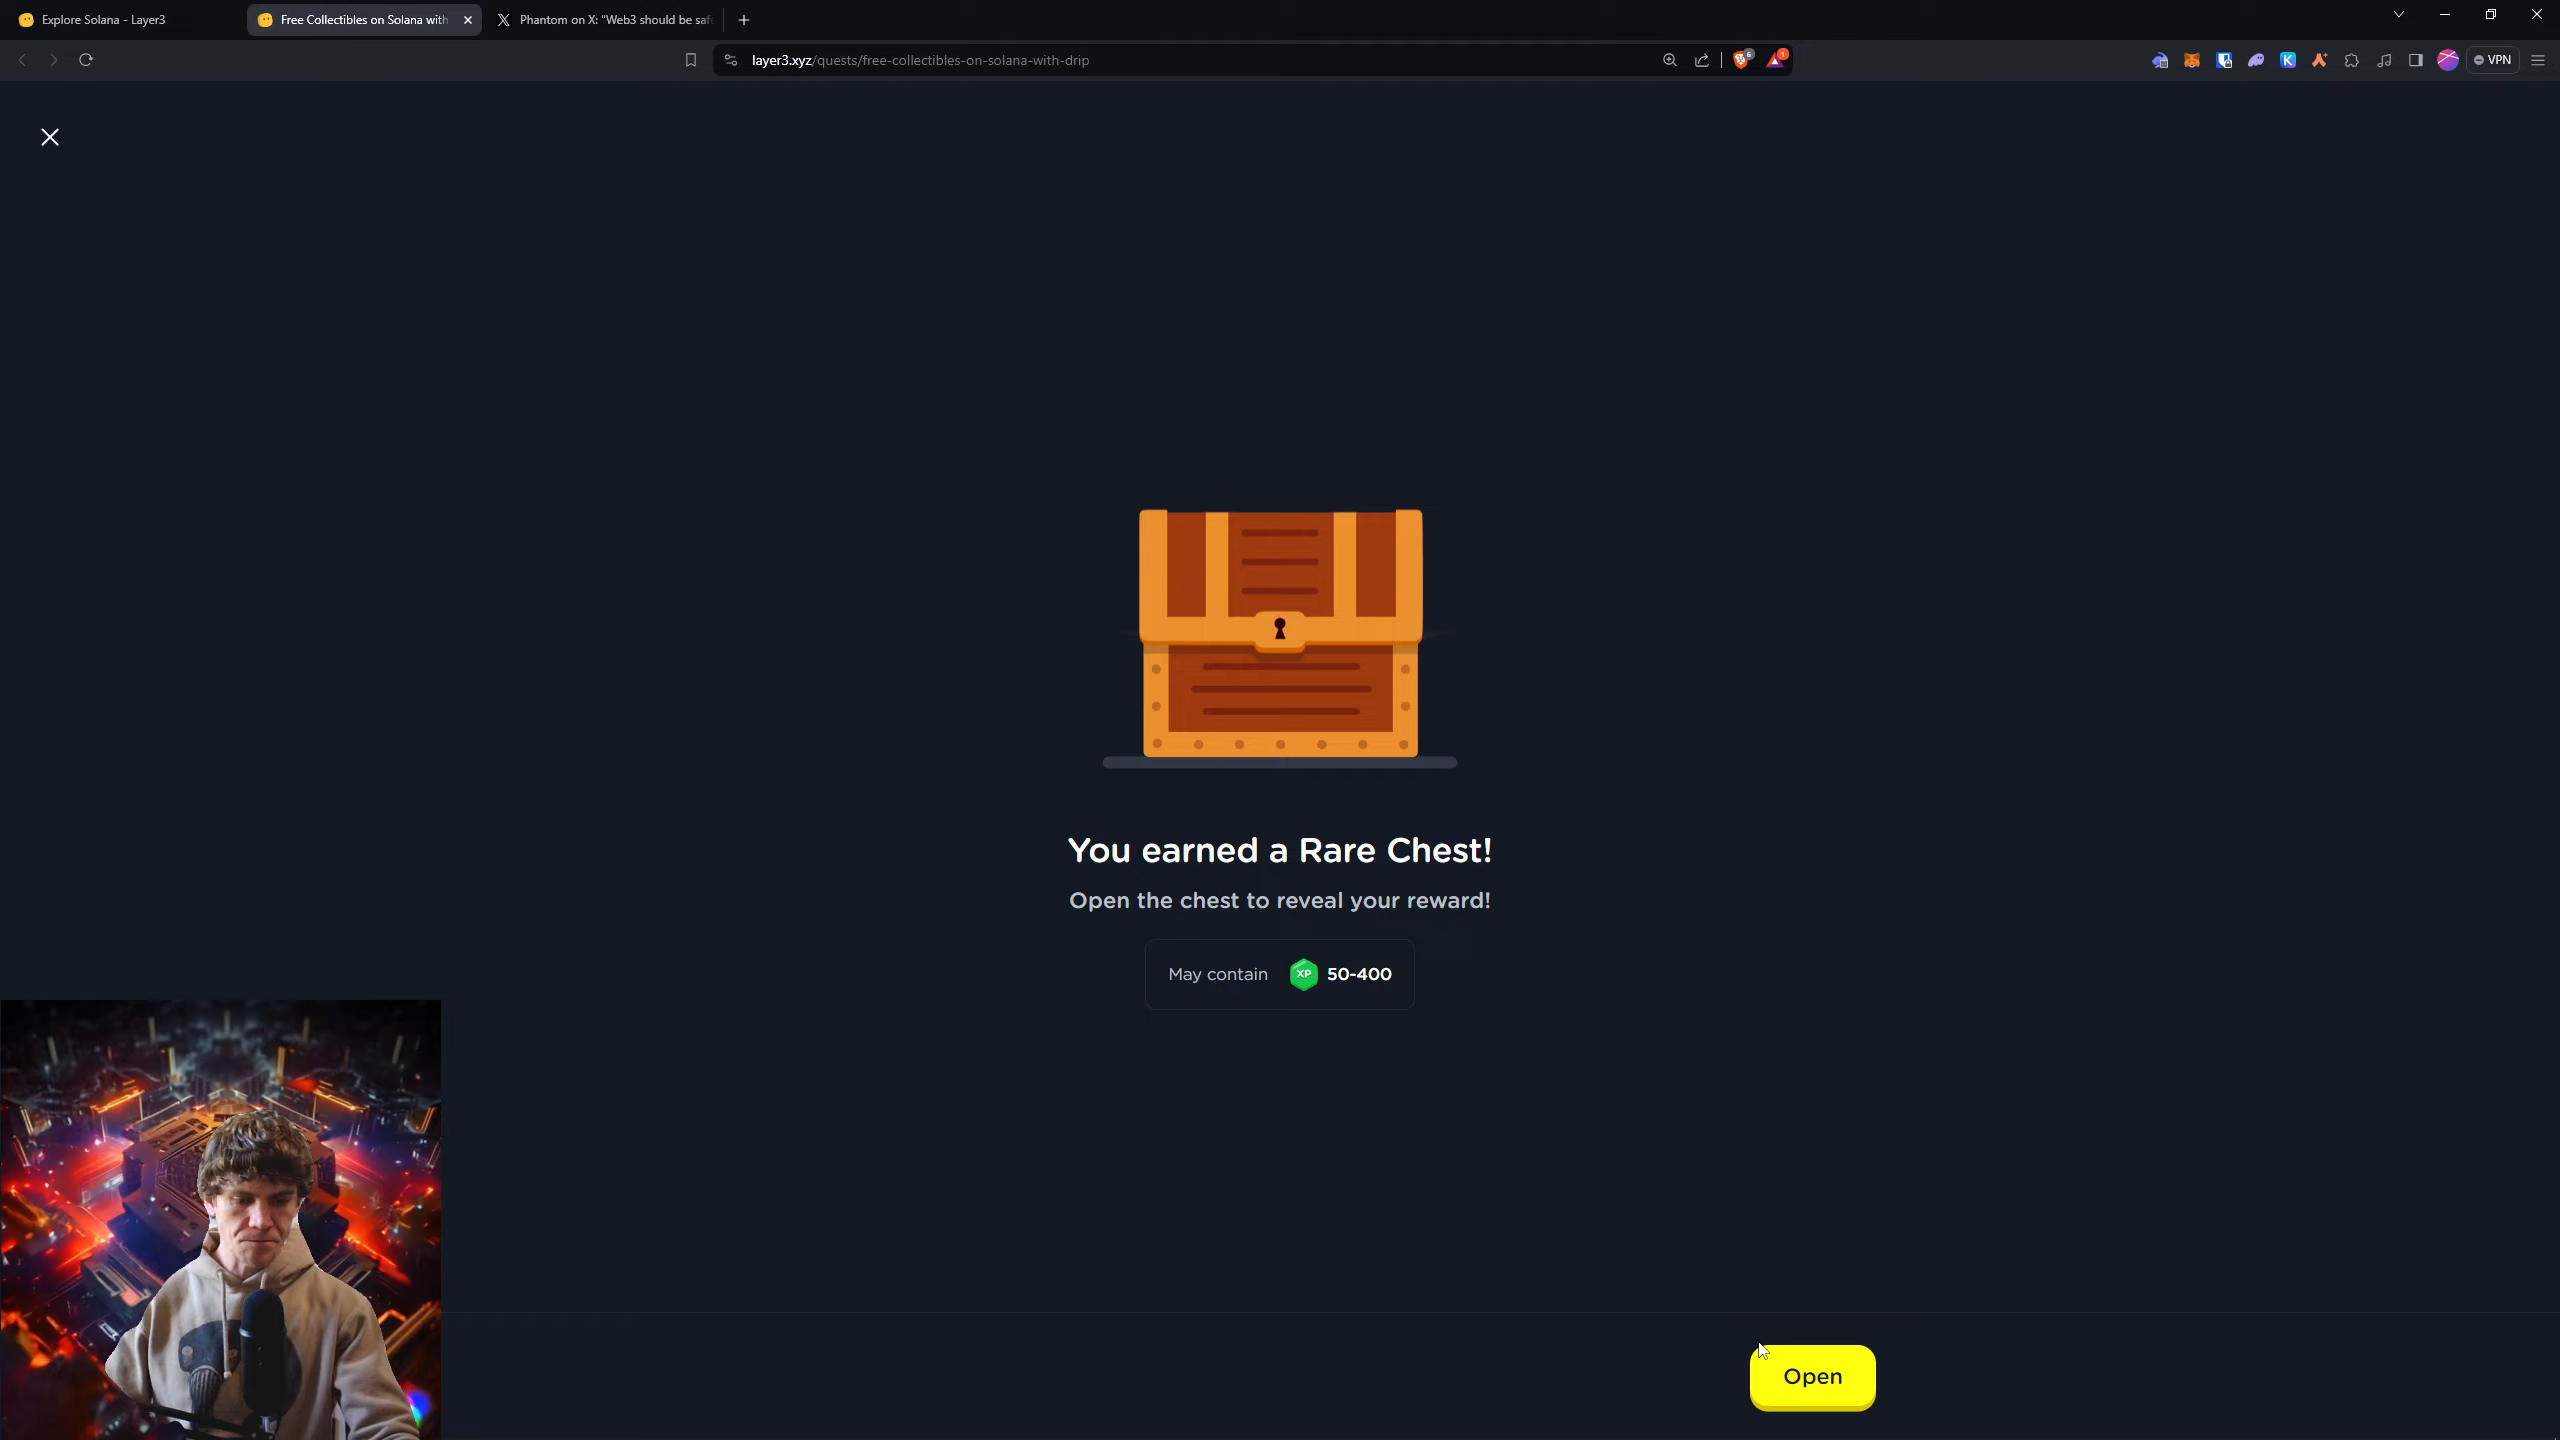 Explore Solana - Layer3
Free Collectibles on Solana with
Phantom on X: "Web3 should be saf
layer3.xyz/quests/free-collectibles-on-solana-with-drip
6
1
K
VPN
You earned a Rare Chest!
Open the chest to reveal your reward!
May contain XP 50-400
Open